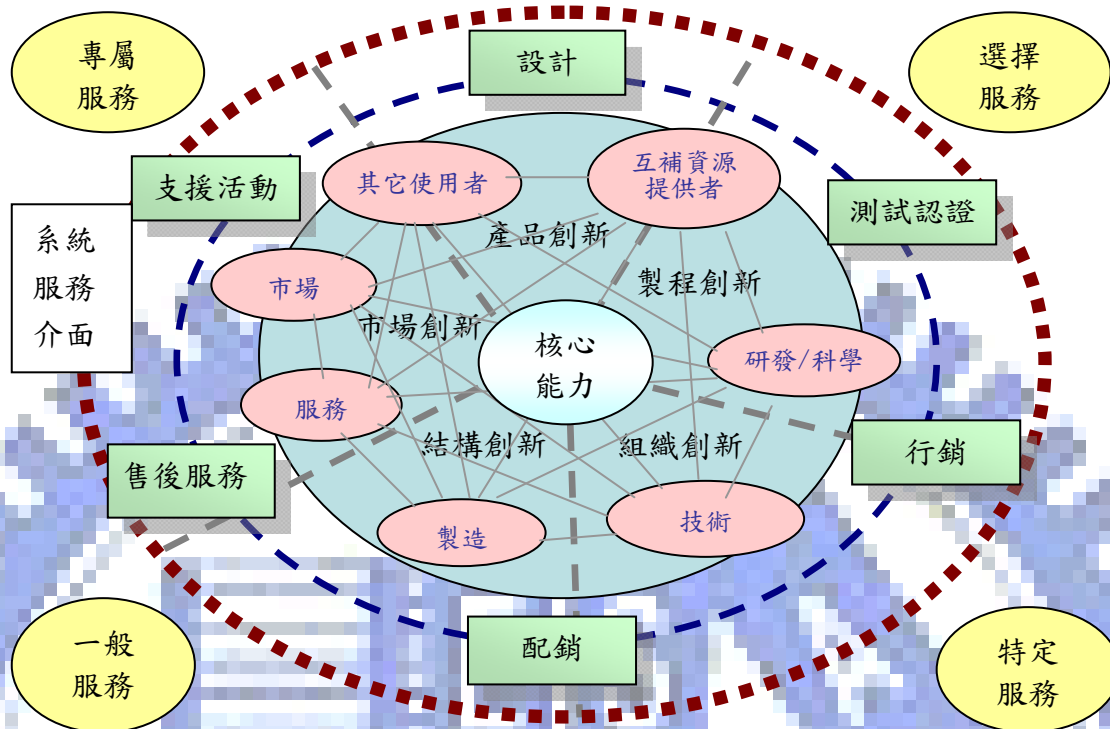 專屬
服務
設計
選擇
服務
支援活動
其它使用者
互補資源
提供者
測試認證
系統
服務
介面
產品創新
市場
製程創新
市場創新
核心
能力
研發/科學
服務
結構創新
組織創新
行銷
售後服務
製造
技術
一般
服務
配銷
特定
服務